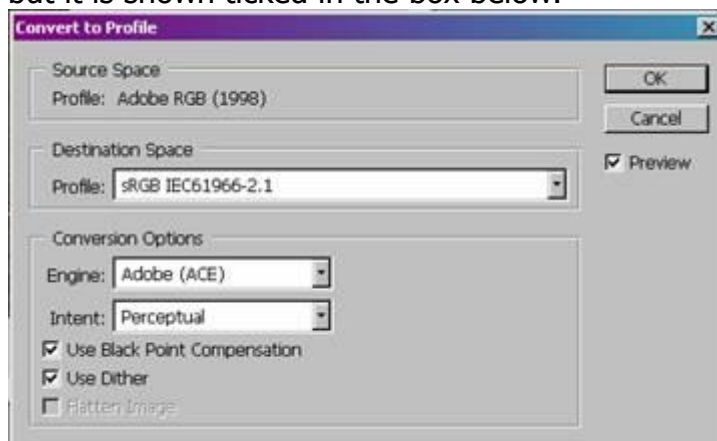 but it is shown ticked in the box below.
Convert to Profile
Source Space
Profile: Adobe RGB (1998)
OK
Cancel
Preview
Destination Space
Profile: sRGB IEC61966-2.1
Conversion Options
Engine: Adobe (ACE)
Intent: Perceptual
Use Black Point Compensation
Use Dither
Flatten Image